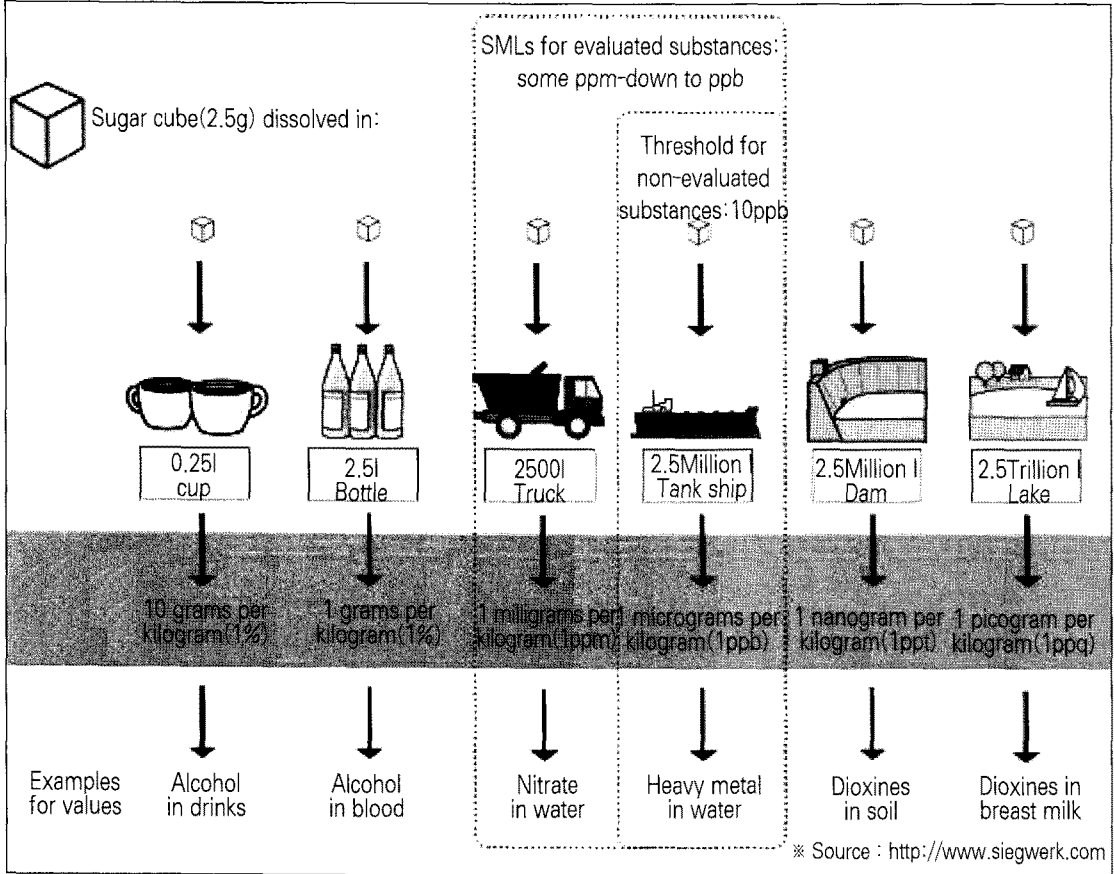 SMLs for evaluated substances:
some ppm-down to ppb
Sugar cube(2.5g) dissolved in:
Threshold for
non-evaluated
substances:10ppb
0.25l
cup
2.5l
Bottle
2500l
Truck
2.5Million l
Tank ship
2.5Million l
Dam
2.5Trillion l
Lake
10 grams per
kilogram(1%)
1 grams per
kilogram(1%)
1 milligrams per
kilogram(1ppm)
1 micrograms per
kilogram(1ppb)
1 nanogram per
kilogram(1ppt)
1 picogram per
kilogram(1ppq)
Examples
for values
Alcohol
in drinks
Alcohol
in blood
Nitrate
in water
Heavy metal
in water
Dioxines
in soil
Dioxines in
breast milk
※ Source : http://www.siegwerk.com